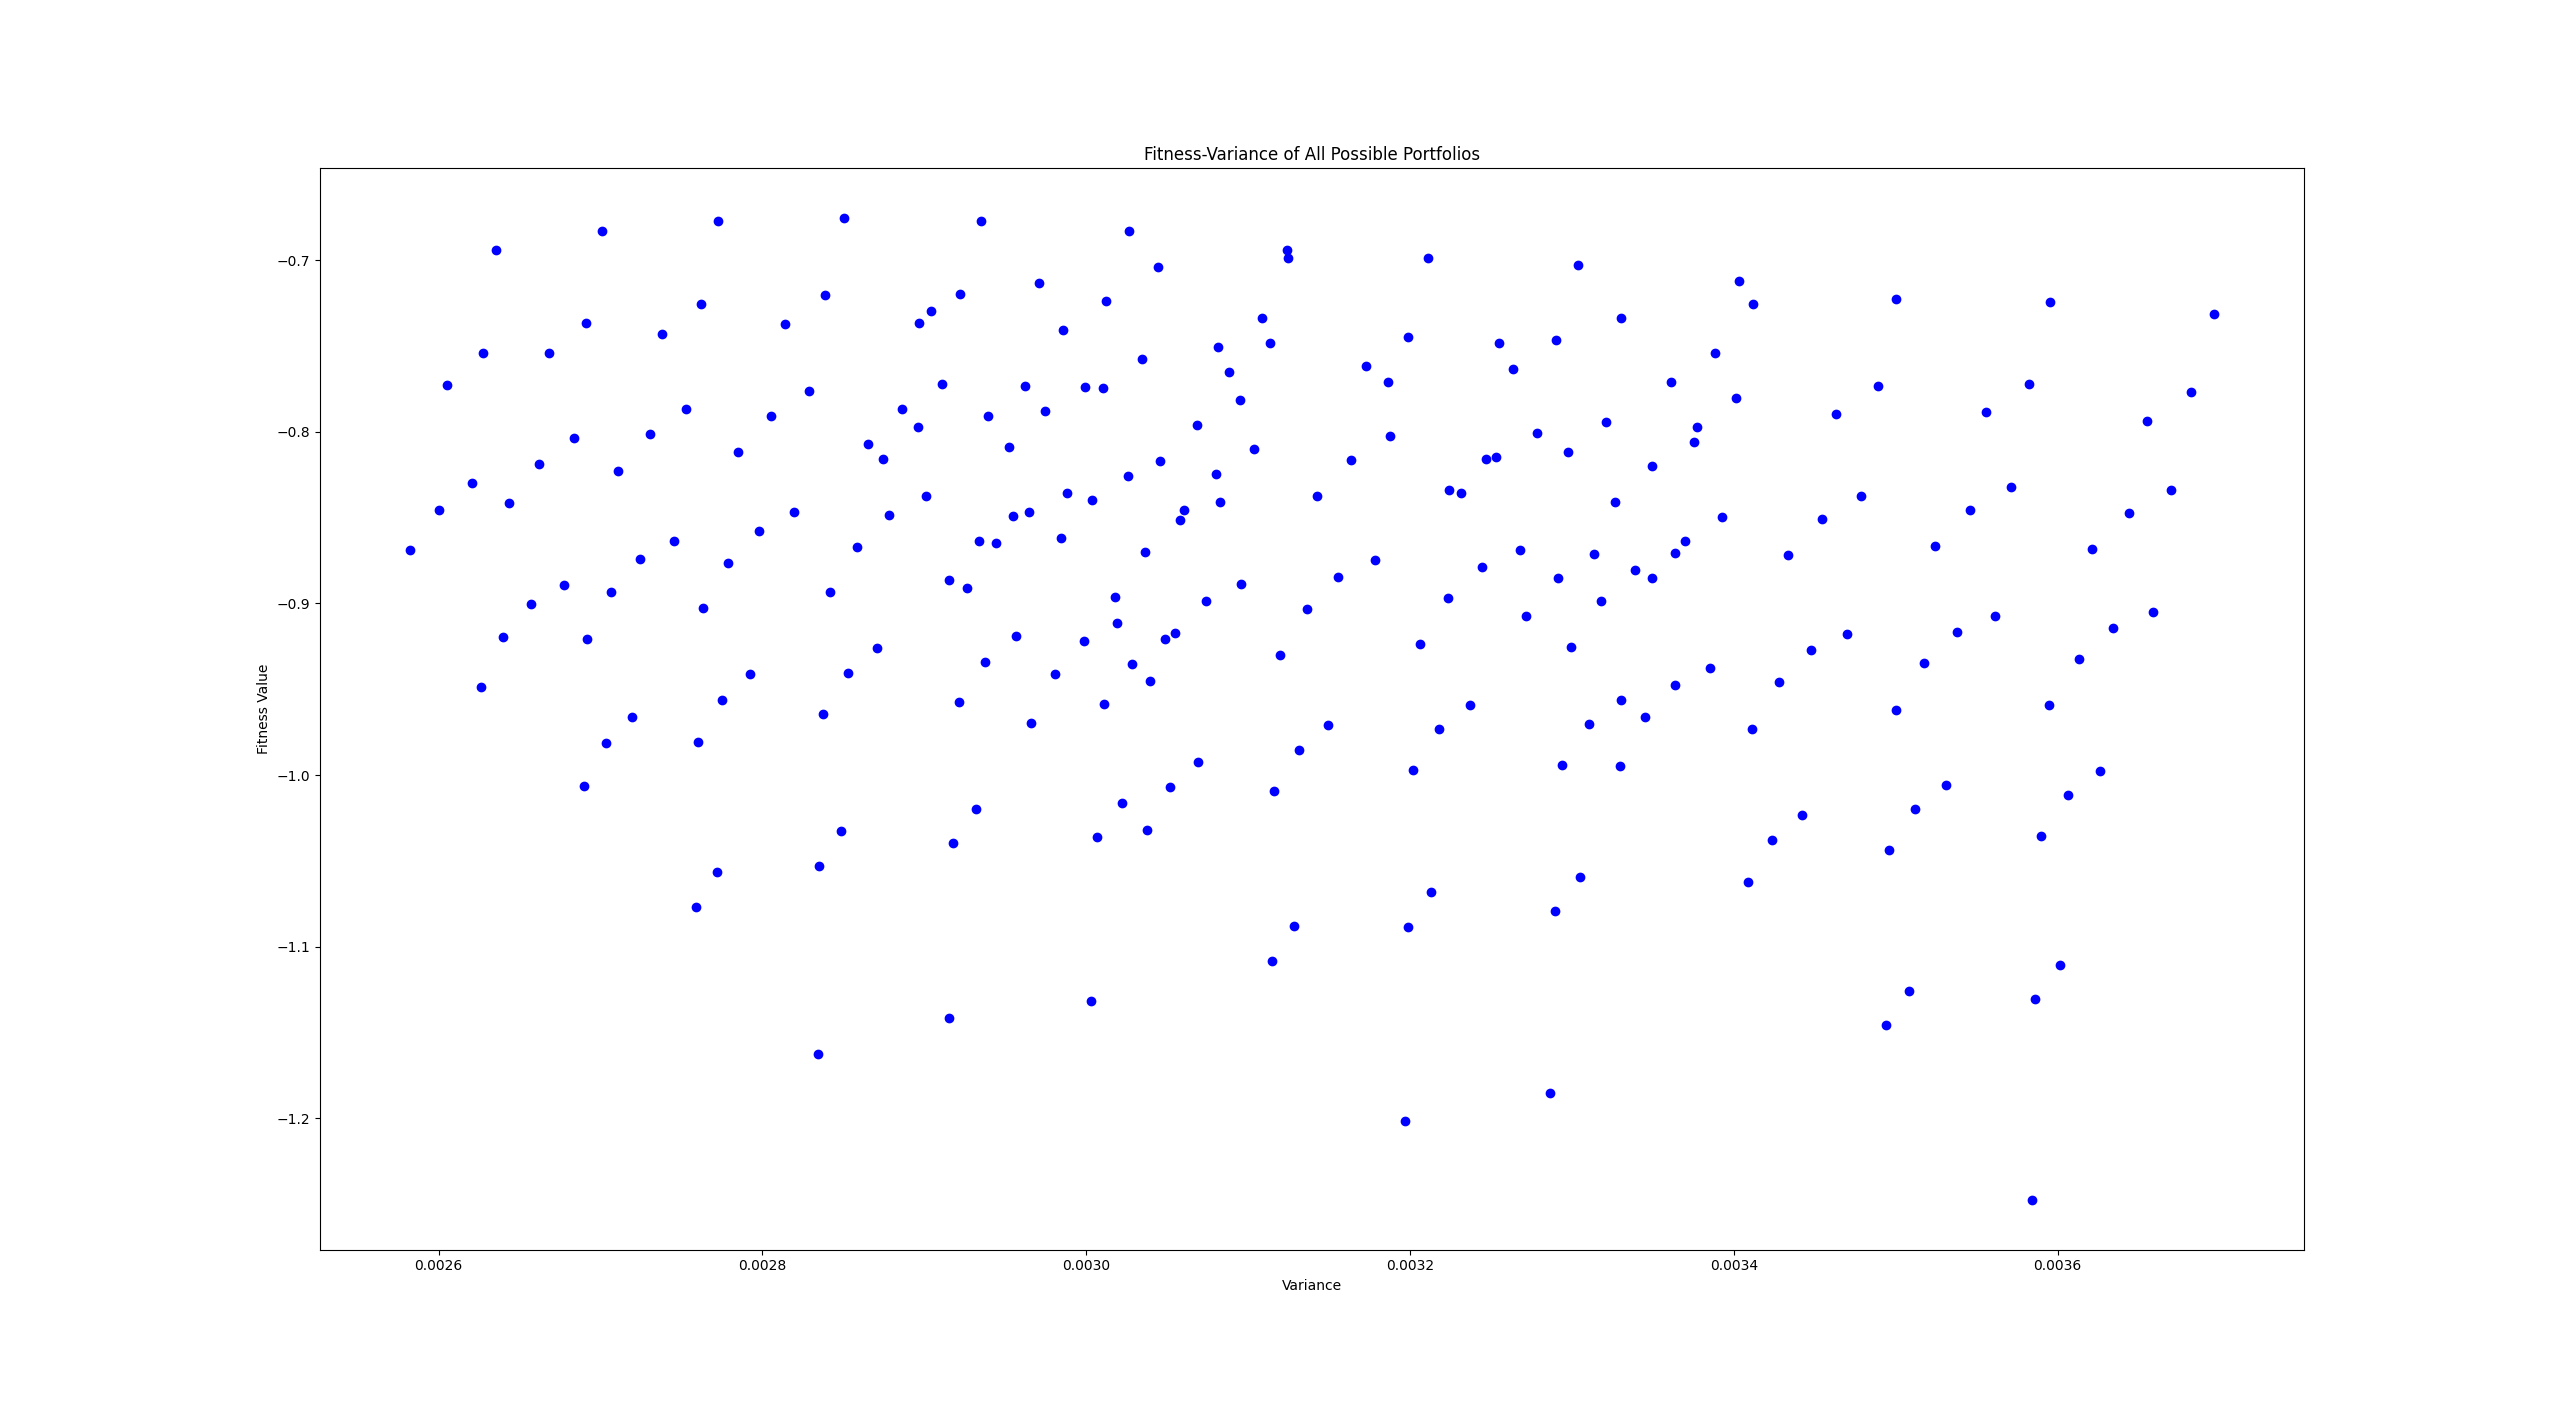 Fitness-Variance of All Possible Portfolios
Fitness Value
−0.7
−0.8
−0.9
−1.0
−1.1
−1.2
0.0026 0.0028 0.0030 0.0032 0.0034 0.0036
Variance